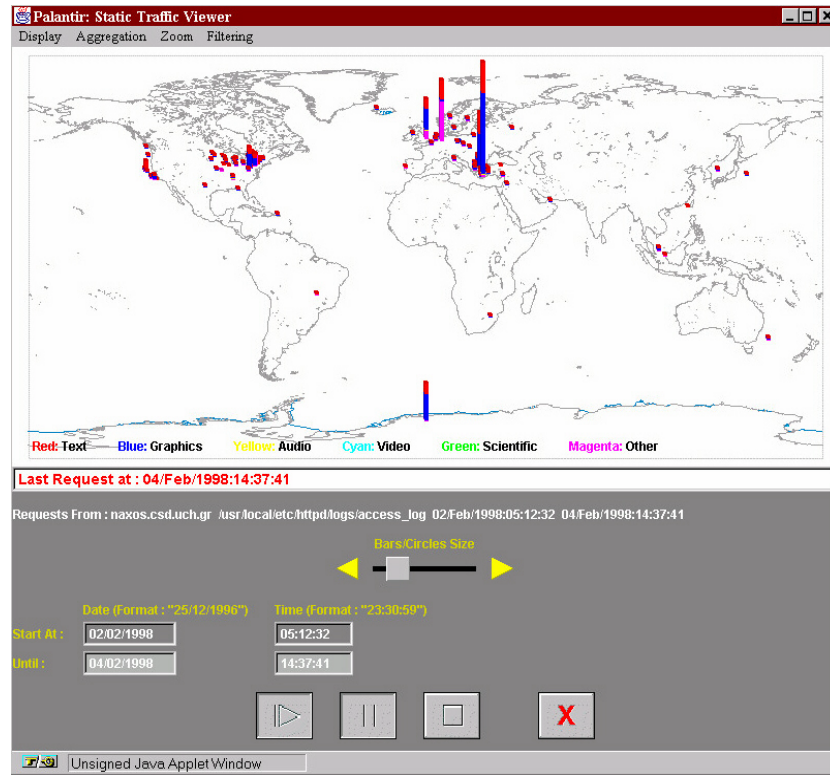 Palantir: Static Traffic Viewer
Display Aggregation Zoom Filtering
Red: Text Blue: Graphics Yellow: Audio Cyan: Video Green: Scientific Magenta: Other
Last Request at : 04/Feb/1998:14:37:41
Requests From : naxos.csd.uch.gr /usr/local/etc/httpd/logs/access_log 02/Feb/1998:05:12:32 04/Feb/1998:14:37:41
Bars/Circles Size
Date (Format : "25/12/1996") Time (Format : "23:30:59")
Start At : 02/02/1998 05:12:32
Until : 04/02/1998 14:37:41
X
Unsigned Java Applet Window